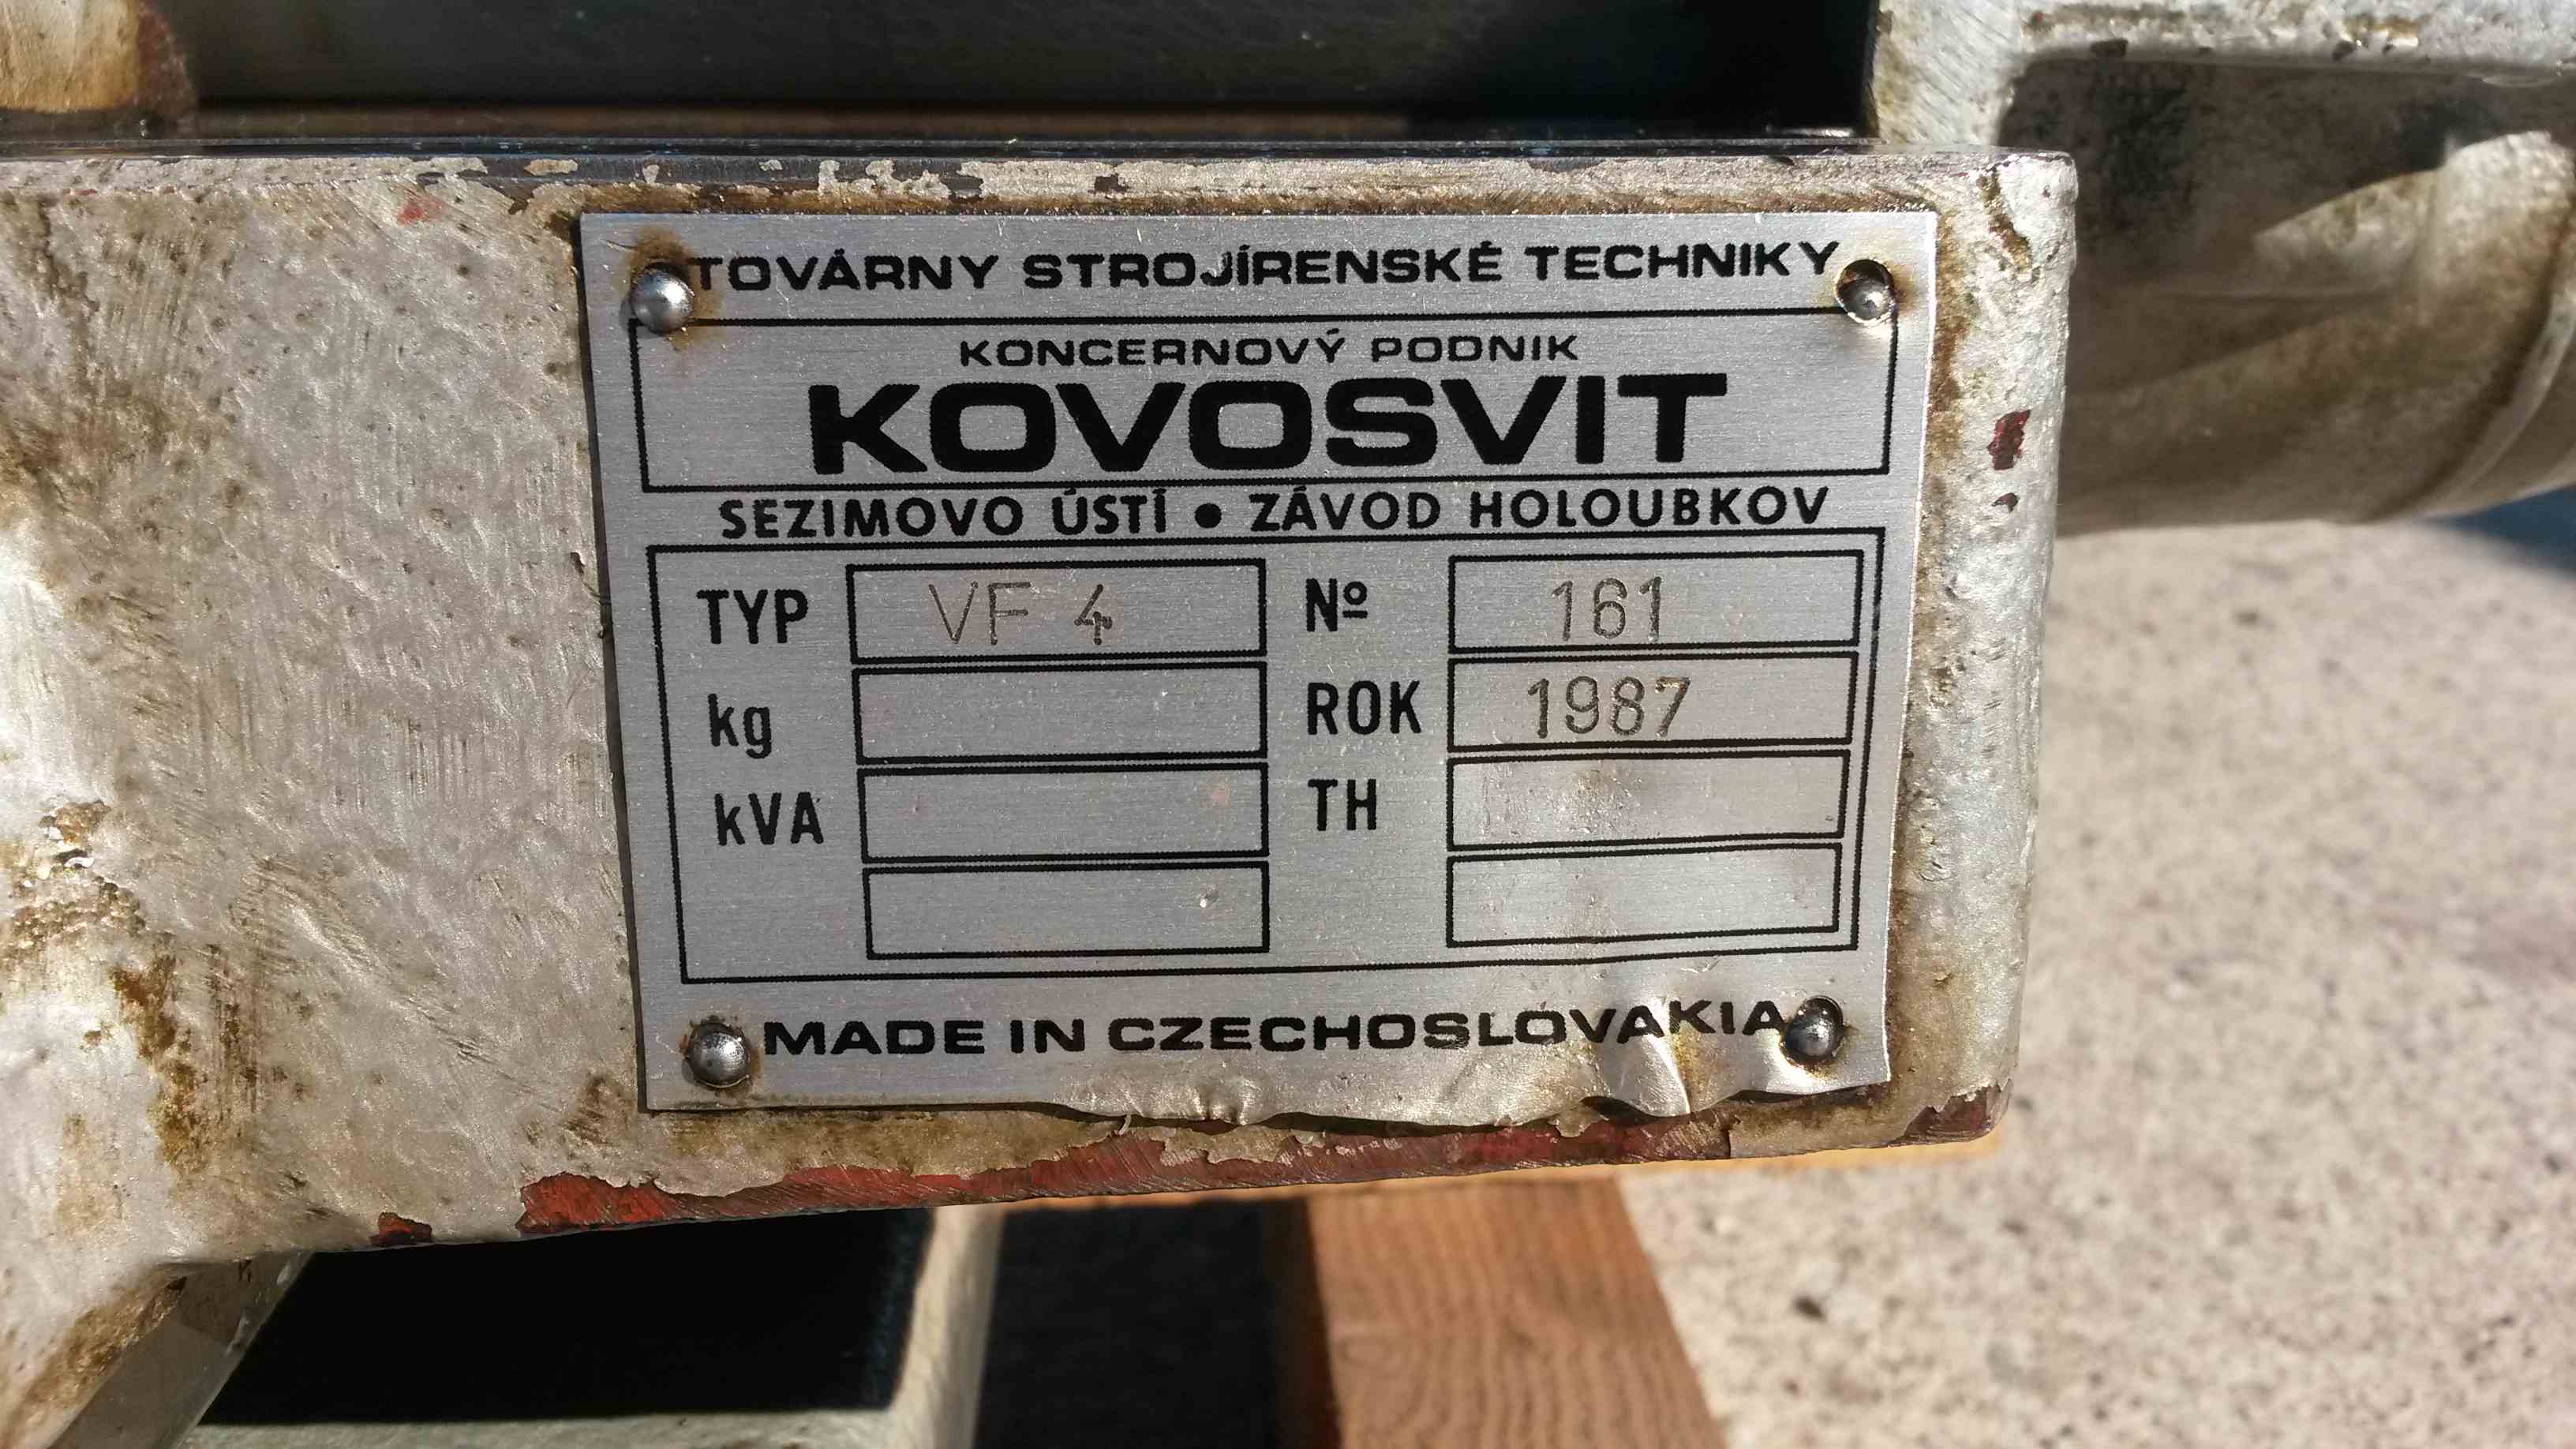 TOVÁRNY STROJÍRENSKÉ TECHNIKY
KONCERNOVÝ PODNIK
KOVOSVIT
SEZIMOVO ÚSTÍ • ZÁVOD HOLOUBKOV
TYP VF 4 Nº 161
kg ROK 1987
kVA TH
MADE IN CZECHOSLOVAKIA